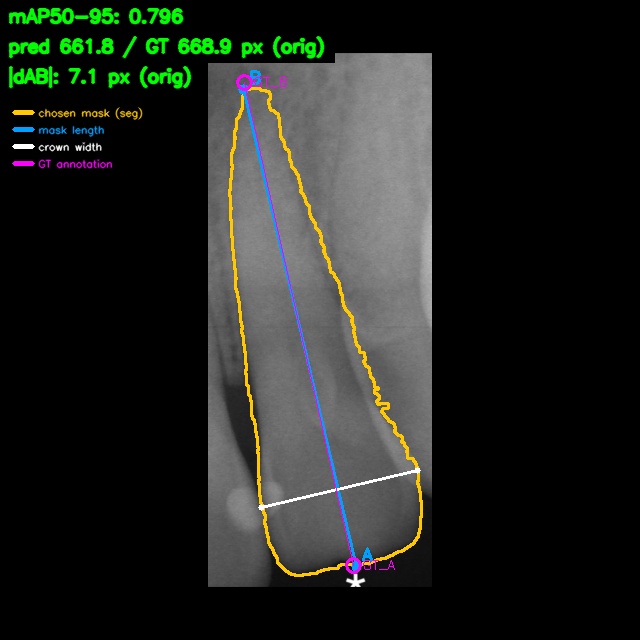 mAP50-95: 0.796
pred 661.8 / GT 668.9 px (orig)
|dAB|: 7.1 px (orig)
chosen mask (seg)
mask length
crown width
GT annotation
B
A
GT_A
*